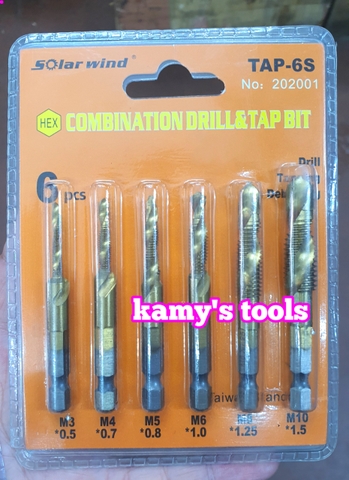 Solar wind
TAP-6S
No: 202001
HEX COMBINATION DRILL&TAP BIT
6 pcs
Drill
kamy's tools
M3 M4 M5 M6 M10
*0.5 *0.7 *0.8 *1.0 *1.25 *1.5